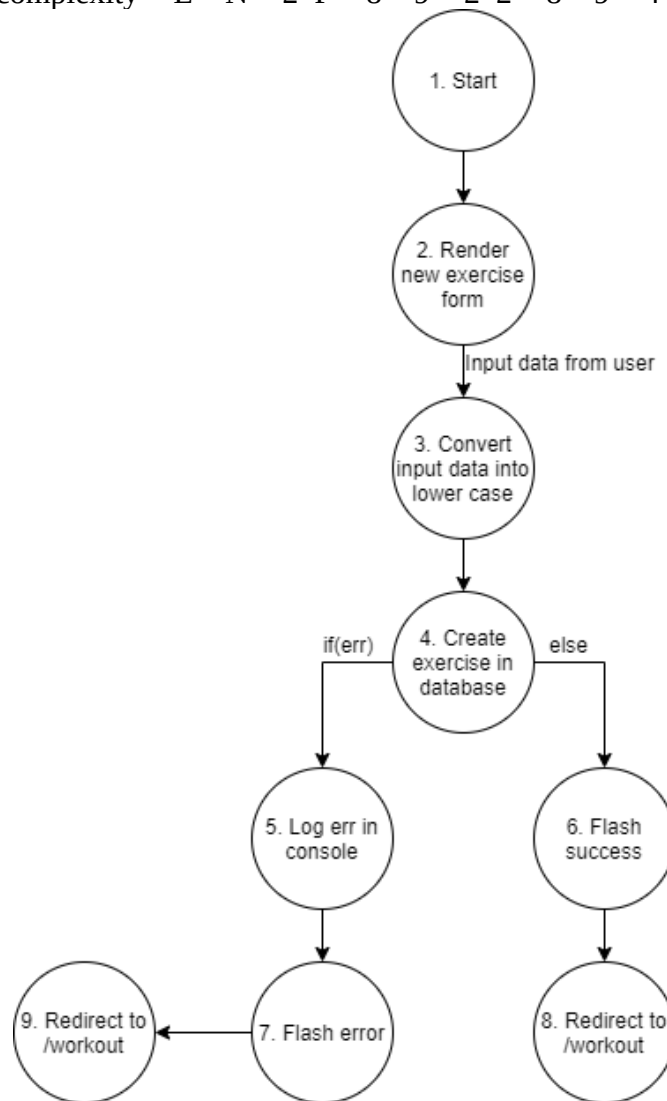 1. Start
2. Render
new exercise
form
Input data from user
3. Convert
input data into
lower case
if(err)
4. Create
exercise in
database
else
5. Log err in
console
6. Flash
success
9. Redirect to
/workout
7. Flash error
8. Redirect to
/workout